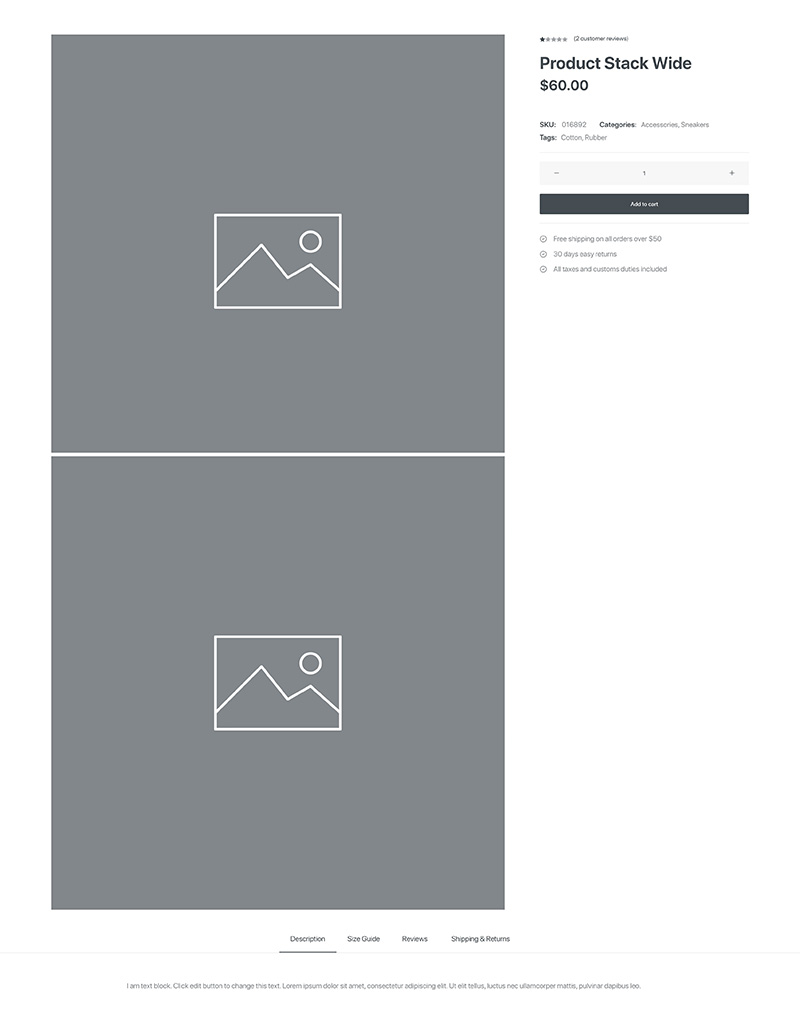 (2 customer reviews)
Product Stack Wide
$60.00
SKU: 016892 Categories: Accessories, Sneakers
Tags: Cotton, Rubber
− 1 +
Add to cart
Free shipping on all orders over $50
30 days easy returns
All taxes and customs duties included
Description Size Guide Reviews Shipping & Returns
I am text block. Click edit button to change this text. Lorem ipsum dolor sit amet, consectetur adipiscing elit. Ut elit tellus, luctus nec ullamcorper mattis, pulvinar dapibus leo.